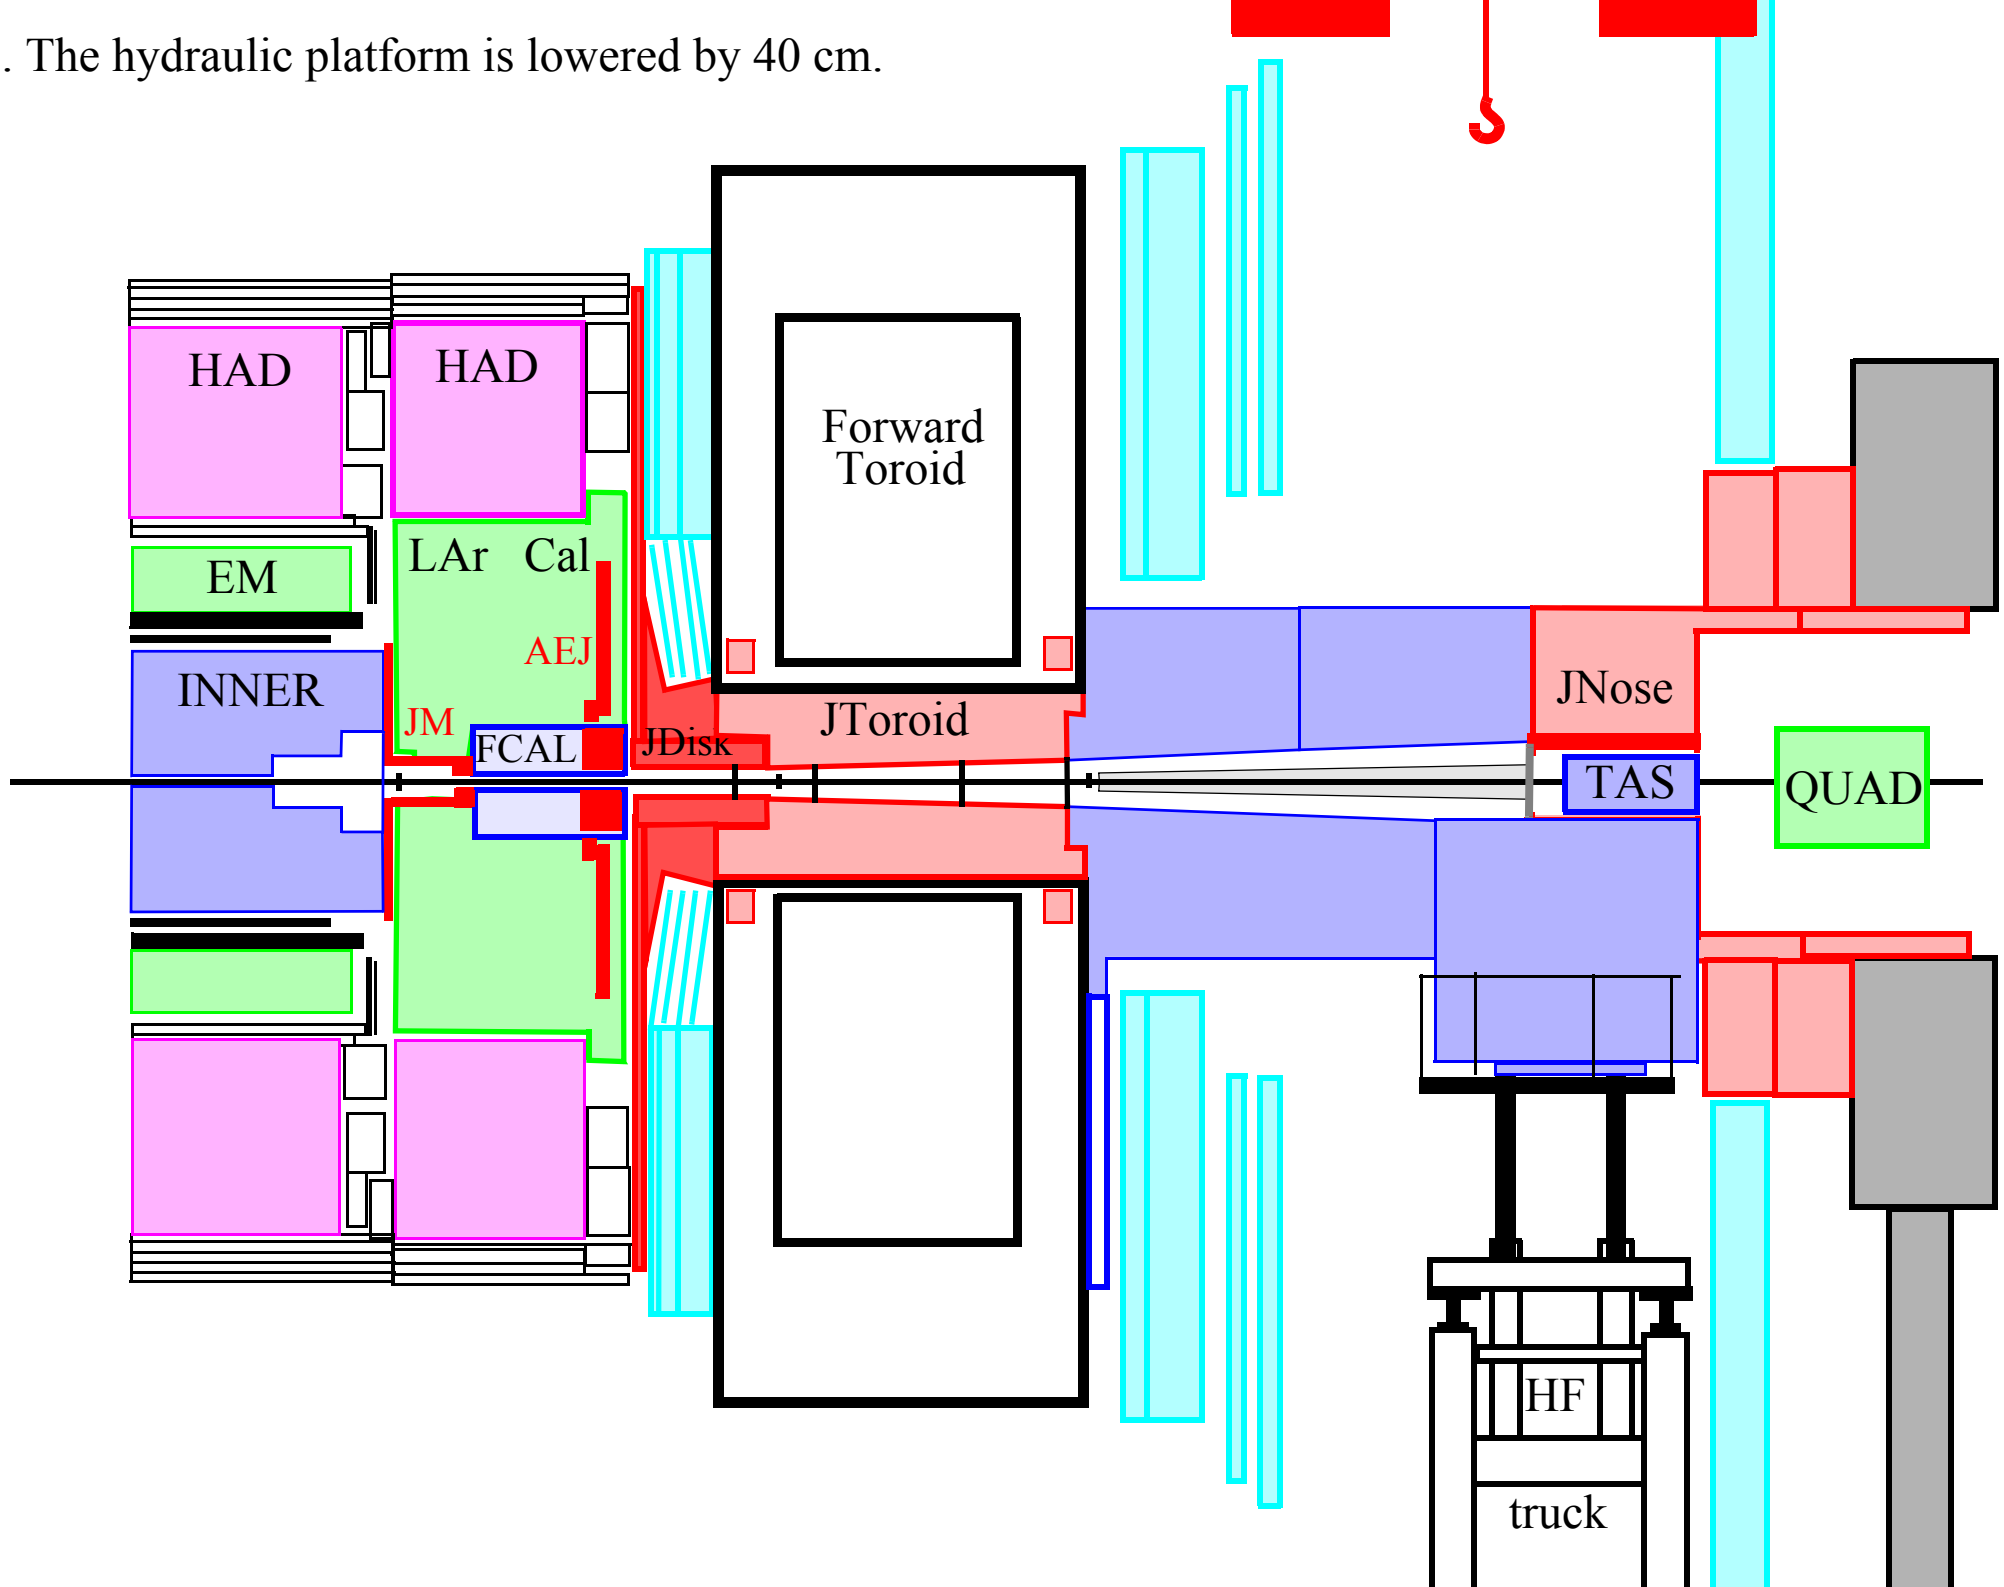 . The hydraulic platform is lowered by 40 cm.
HAD
HAD
Forward
Toroid
LAr Cal
EM
AEJ
INNER
JNose
JM
JToroid
FCAL
JDisk
TAS
QUAD
HF
truck